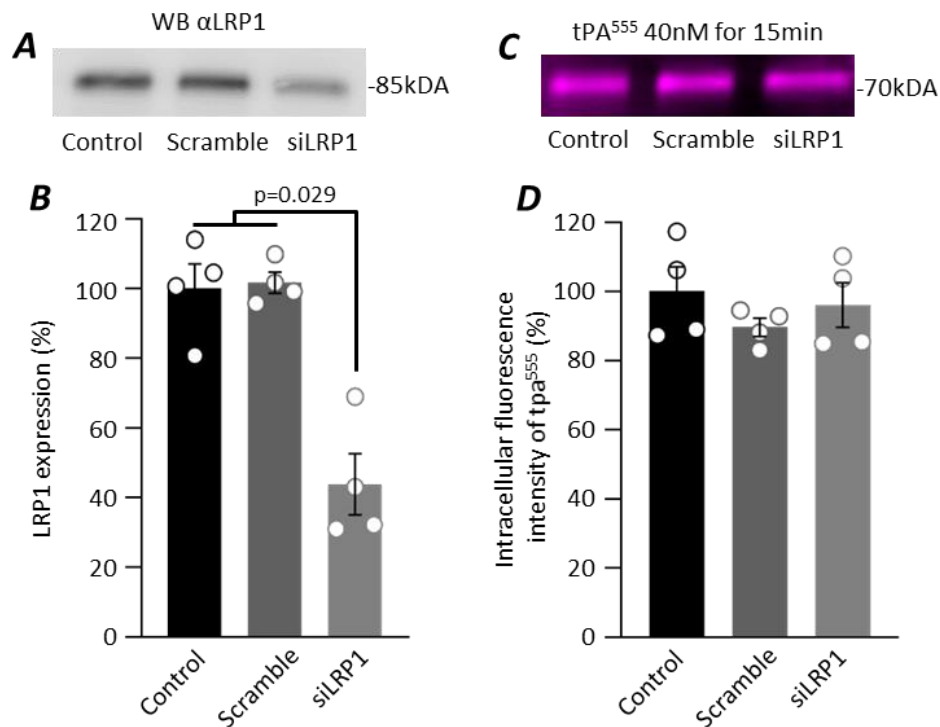 A
WB αLRP1
-85kDA
Control Scramble siLRP1
B
p=0.029
120
100
80
60
40
20
0
LRP1 expression (%)
Control
Scramble
siLRP1
C
tPA⁵⁵⁵ 40nM for 15min
-70kDA
Control Scramble siLRP1
D
120
100
80
60
40
20
0
Intracellular fluorescence
intensity of tpa⁵⁵⁵ (%)
Control
Scramble
siLRP1